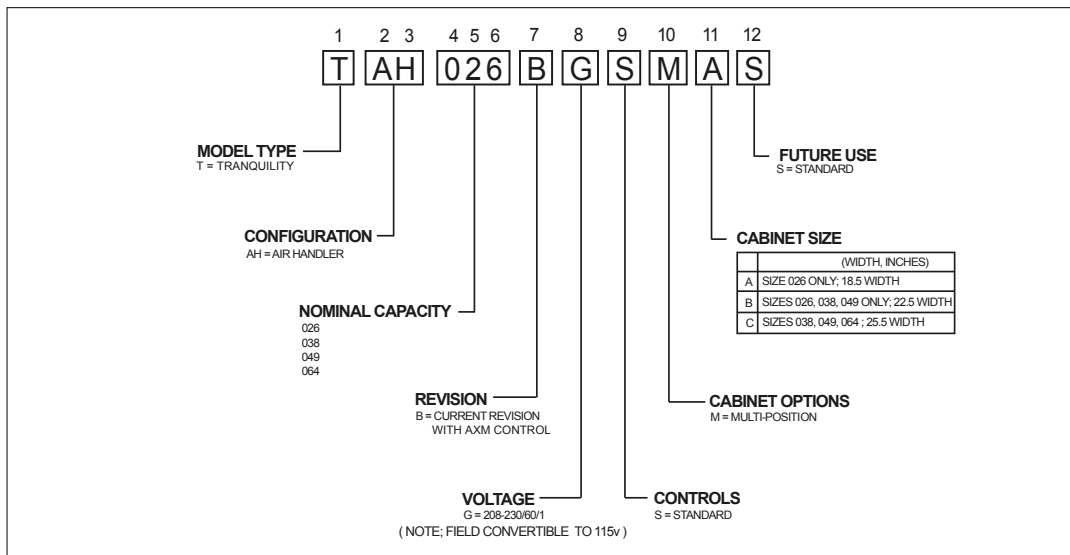 1 2 3 4 5 6 7 8 9 10 11 12
T AH 026 B G S M A S
MODEL TYPE
T = TRANQUILITY
FUTURE USE
S = STANDARD
CONFIGURATION
AH = AIR HANDLER
CABINET SIZE
(WIDTH, INCHES)
A SIZE 026 ONLY; 18.5 WIDTH
B SIZES 026, 038, 049 ONLY; 22.5 WIDTH
C SIZES 038, 049, 064 ; 25.5 WIDTH
NOMINAL CAPACITY
026
038
049
064
REVISION
B = CURRENT REVISION
WITH AXM CONTROL
CABINET OPTIONS
M = MULTI-POSITION
VOLTAGE
G = 208-230/60/1
( NOTE; FIELD CONVERTIBLE TO 115v )
CONTROLS
S = STANDARD